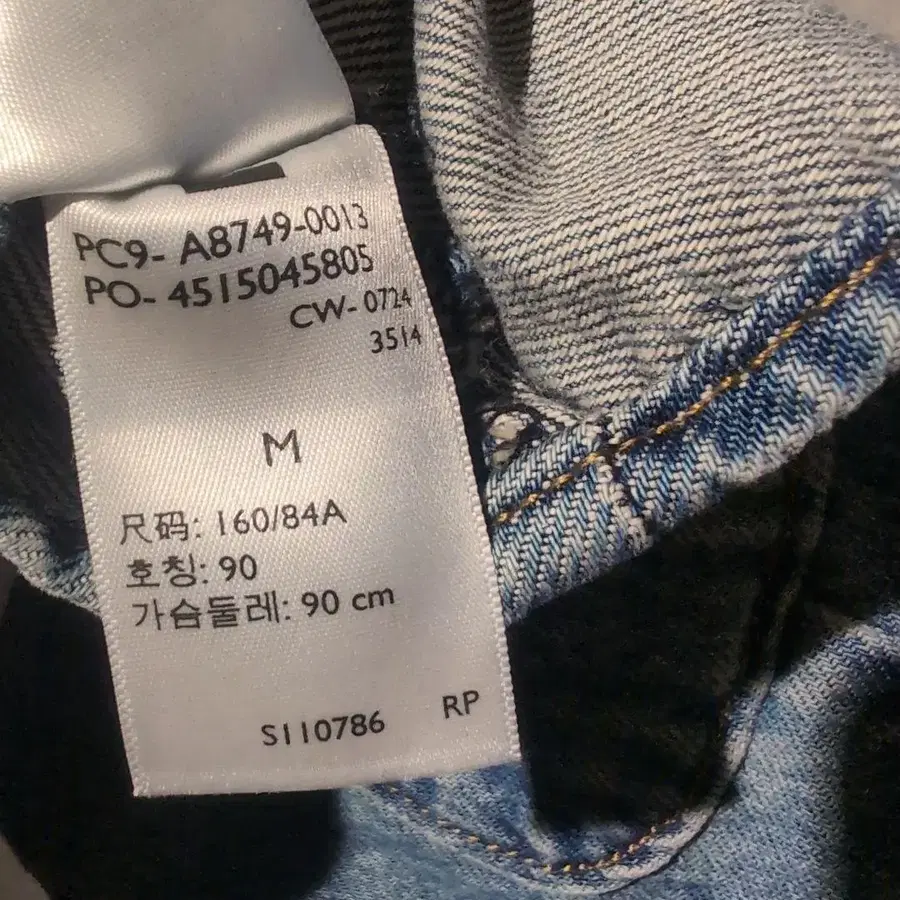 PC9- A8749-0013
PO- 4515045805
CW- 0724
3514
M
尺码: 160/84A
호칭: 90
가슴둘레: 90 cm
S110786 RP